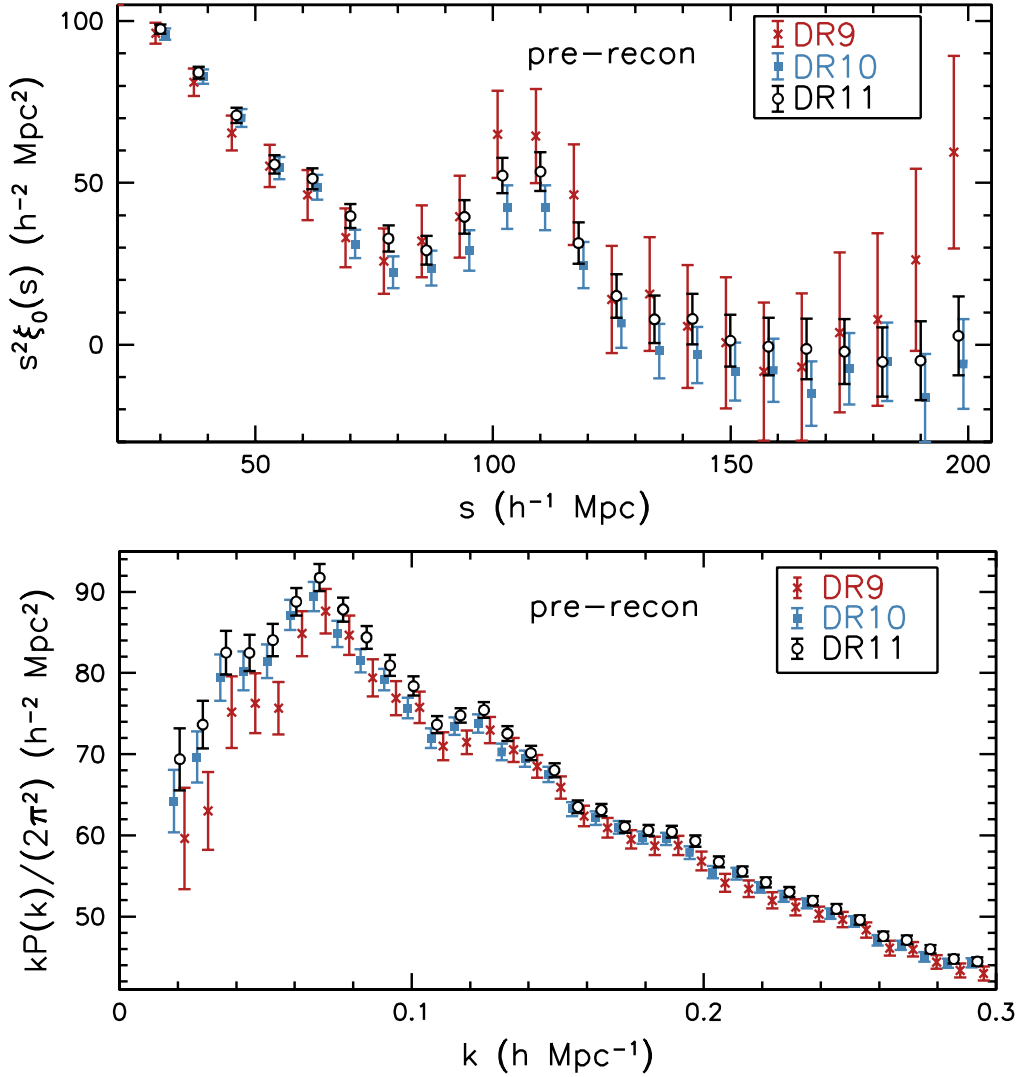 100
50
0
s²ξ₀(s) (h⁻² Mpc²)
pre-recon
DR9
DR10
DR11
50
100
150
200
s (h⁻¹ Mpc)
90
80
70
60
50
kP(k)/(2π²) (h⁻² Mpc²)
pre-recon
DR9
DR10
DR11
0
0.1
0.2
0.3
k (h Mpc⁻¹)